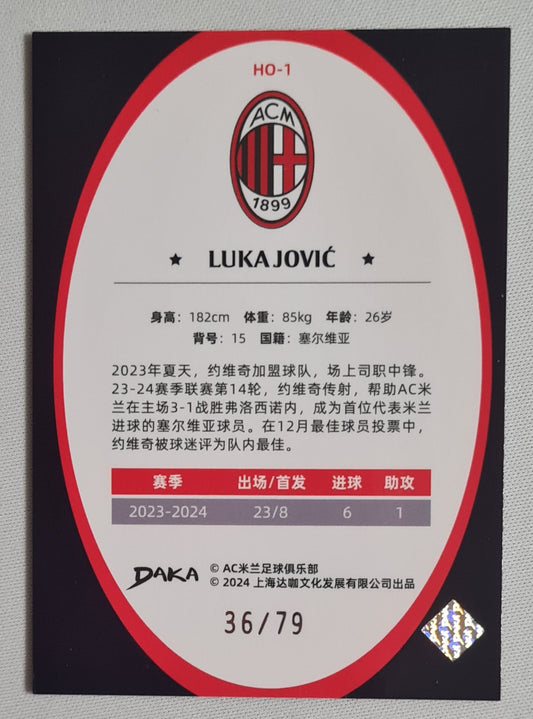 HO-1
ACM
1899
★ LUKA JOVIĆ ★
身高：182cm 体重：85kg 年龄：26岁
背号：15 国籍：塞尔维亚
2023年夏天，约维奇加盟球队，场上司职中锋。
23-24赛季联赛第14轮，约维奇传射，帮助AC米
兰在主场3-1战胜弗洛西诺内，成为首位代表米兰
进球的塞尔维亚球员。在12月最佳球员投票中，
约维奇被球迷评为队内最佳。
赛季 出场/首发 进球 助攻
2023-2024 23/8 6 1
DAKA © AC米兰足球俱乐部
© 2024 上海达咖文化发展有限公司出品
36/79